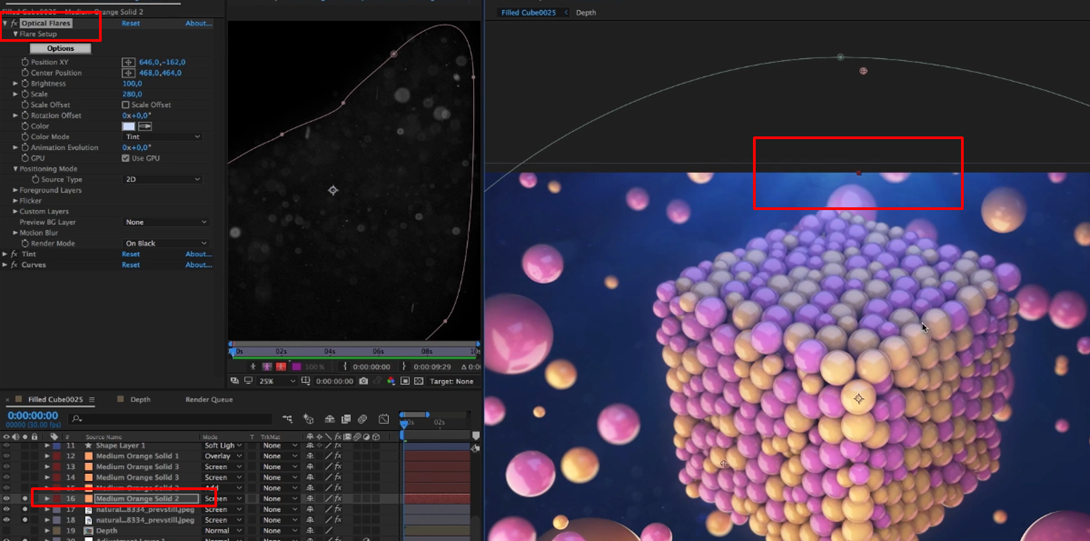 Filled Cube0025 • Medium Orange Solid 2
fx Optical Flares Reset About...
Flare Setup
Options
Position XY 646,0,-162,0
Center Position 468,0,464,0
Brightness 100,0
Scale 280,0
Scale Offset Scale Offset
Rotation Offset 0x+0,0°
Color
Color Mode Tint
Animation Evolution 0x+0,0°
GPU Use GPU
Positioning Mode
Source Type 2D
Foreground Layers
Flicker
Custom Layers
Preview BG Layer None
Motion Blur
Render Mode On Black
fx Tint Reset About...
fx Curves Reset About...
02s 04s 06s 08s 10s
100 % 0:00:00:00 0:00:09:29
25% 0:00:00:00 Target: None
Filled Cube0025 Depth
Filled Cube0025 Depth Render Queue
0:00:00:00
00000 (30.00 fps)
02s
# Source Name Mode T TrkMat
11 Shape Layer 1 Soft Ligh None
12 Medium Orange Solid 1 Overlay None
13 Medium Orange Solid 3 Screen None
14 Medium Orange Solid 3 Screen None
None
16 Medium Orange Solid 2 Screen None
17 natural...8334_prevstill.jpeg Screen None
18 natural...8334_prevstill.jpeg Screen None
19 Depth Normal None